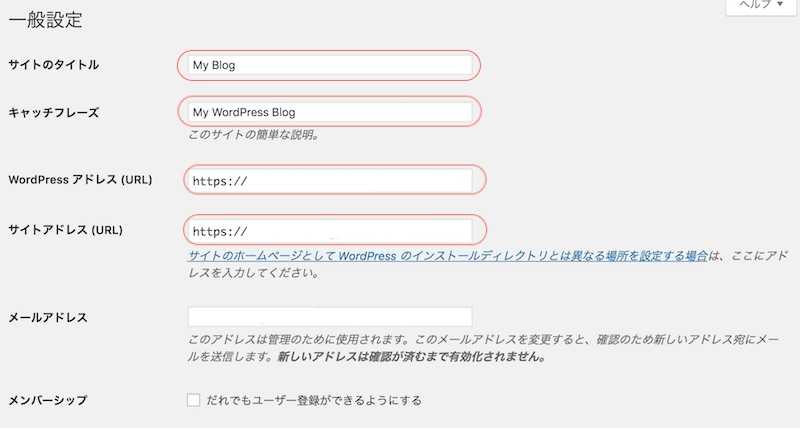 ヘルプ ▼
一般設定
サイトのタイトル My Blog
キャッチフレーズ My WordPress Blog
このサイトの簡単な説明。
WordPress アドレス (URL) https://
サイトアドレス (URL) https://
サイトのホームページとして WordPress のインストールディレクトリとは異なる場所を設定する場合は、ここにアド
レスを入力してください。
メールアドレス
このアドレスは管理のために使用されます。このメールアドレスを変更すると、確認のため新しいアドレス宛にメー
ルを送信します。新しいアドレスは確認が済むまで有効化されません。
メンバーシップ だれでもユーザー登録ができるようにする